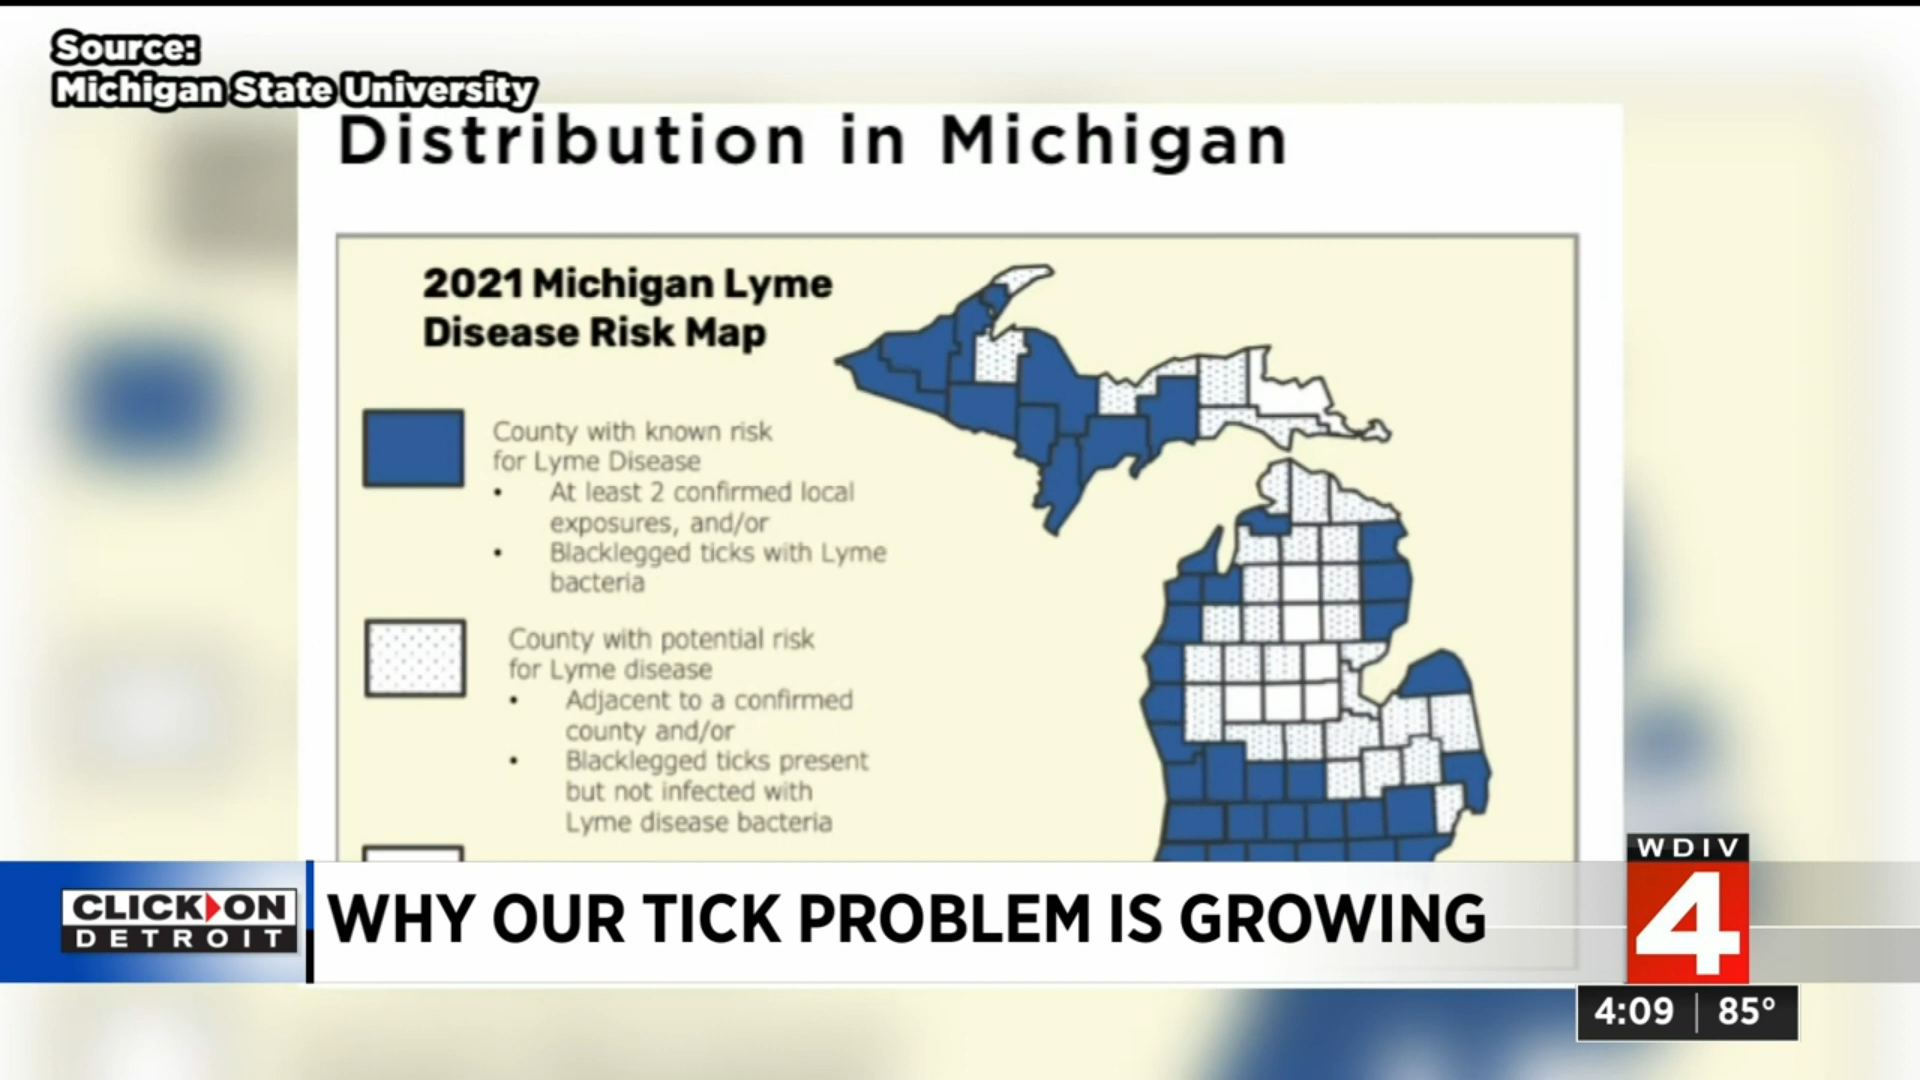 Source:
Michigan State University
Distribution in Michigan
2021 Michigan Lyme
Disease Risk Map
County with known risk
for Lyme Disease
• At least 2 confirmed local
exposures, and/or
• Blacklegged ticks with Lyme
bacteria
County with potential risk
for Lyme disease
• Adjacent to a confirmed
county and/or
• Blacklegged ticks present
but not infected with
Lyme disease bacteria
CLICK ON
DETROIT
WHY OUR TICK PROBLEM IS GROWING
WDIV
4
4:09 85°